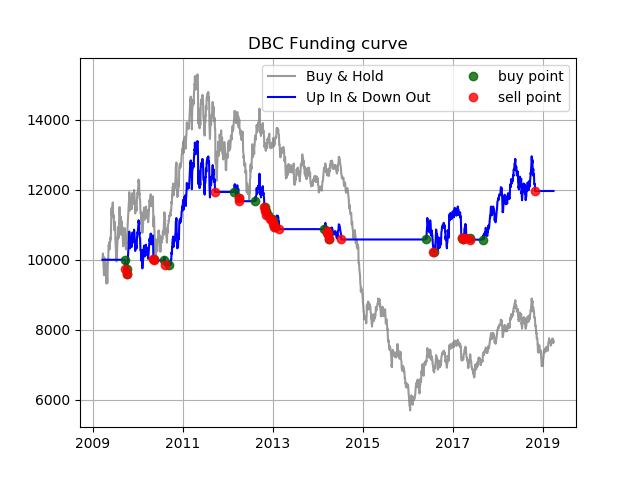 DBC Funding curve
Buy & Hold
Up In & Down Out
buy point
sell point
14000
12000
10000
8000
6000
2009 2011 2013 2015 2017 2019